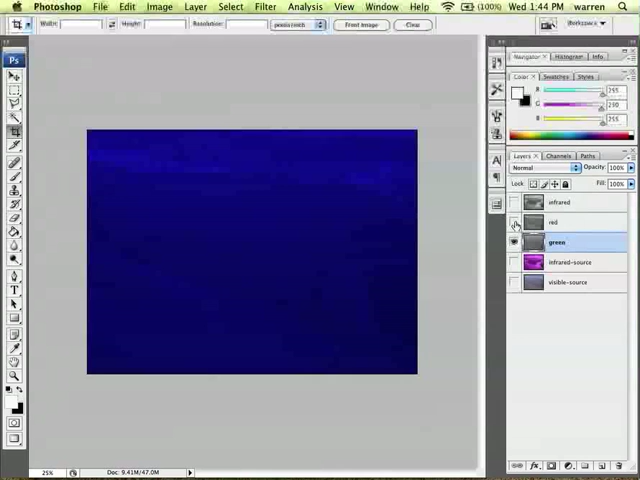 Photoshop File Edit Image Layer Select Filter Analysis View Window Help (100%) Wed 1:44 PM warren
Width: Height: Resolution: pixels/inch Front Image Clear Workspace
Ps
Navigator × Histogram Info
Color × Swatches Styles
R 255
G 250
B 255
Layers × Channels Paths
Normal Opacity: 100%
Lock: Fill: 100%
infrared
red
green
infrared-source
visible-source
25% Doc: 9.41M/47.0M